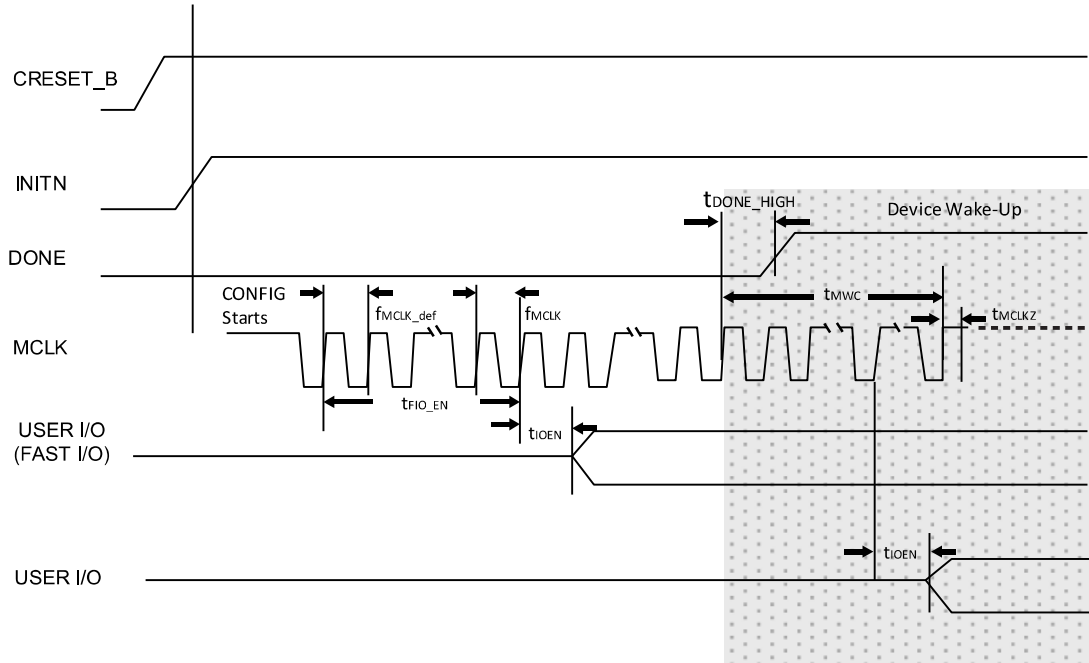 CRESET_B
INITN
tDONE_HIGH
Device Wake-Up
DONE
CONFIG
Starts
fMCLK_def
fMCLK
tMWC
tMCLKZ
MCLK
tFIO_EN
USER I/O
(FAST I/O)
tIOEN
tIOEN
USER I/O